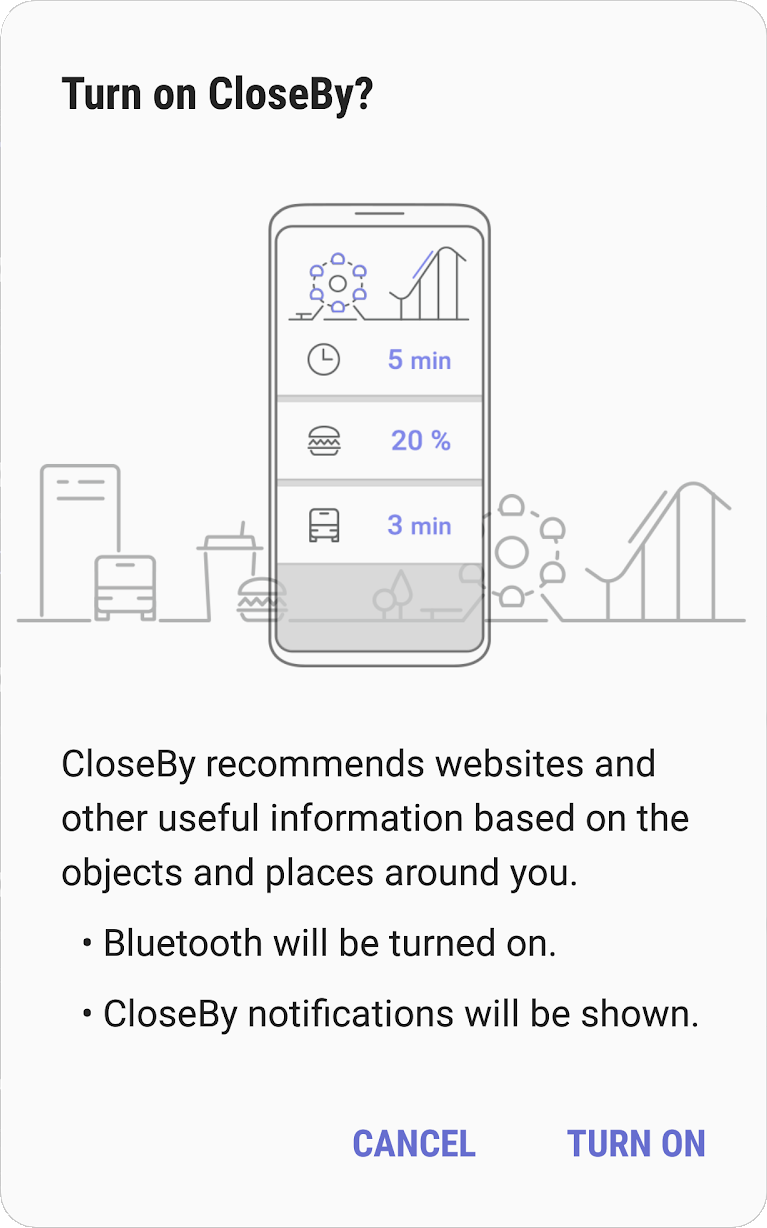 Turn on CloseBy?
5 min
20 %
3 min
CloseBy recommends websites and
other useful information based on the
objects and places around you.
• Bluetooth will be turned on.
• CloseBy notifications will be shown.
CANCEL TURN ON